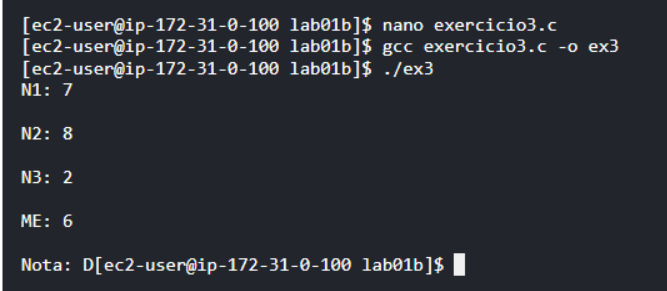 [ec2-user@ip-172-31-0-100 lab01b]$ nano exercicio3.c
[ec2-user@ip-172-31-0-100 lab01b]$ gcc exercicio3.c -o ex3
[ec2-user@ip-172-31-0-100 lab01b]$ ./ex3
N1: 7
N2: 8
N3: 2
ME: 6
Nota: D[ec2-user@ip-172-31-0-100 lab01b]$